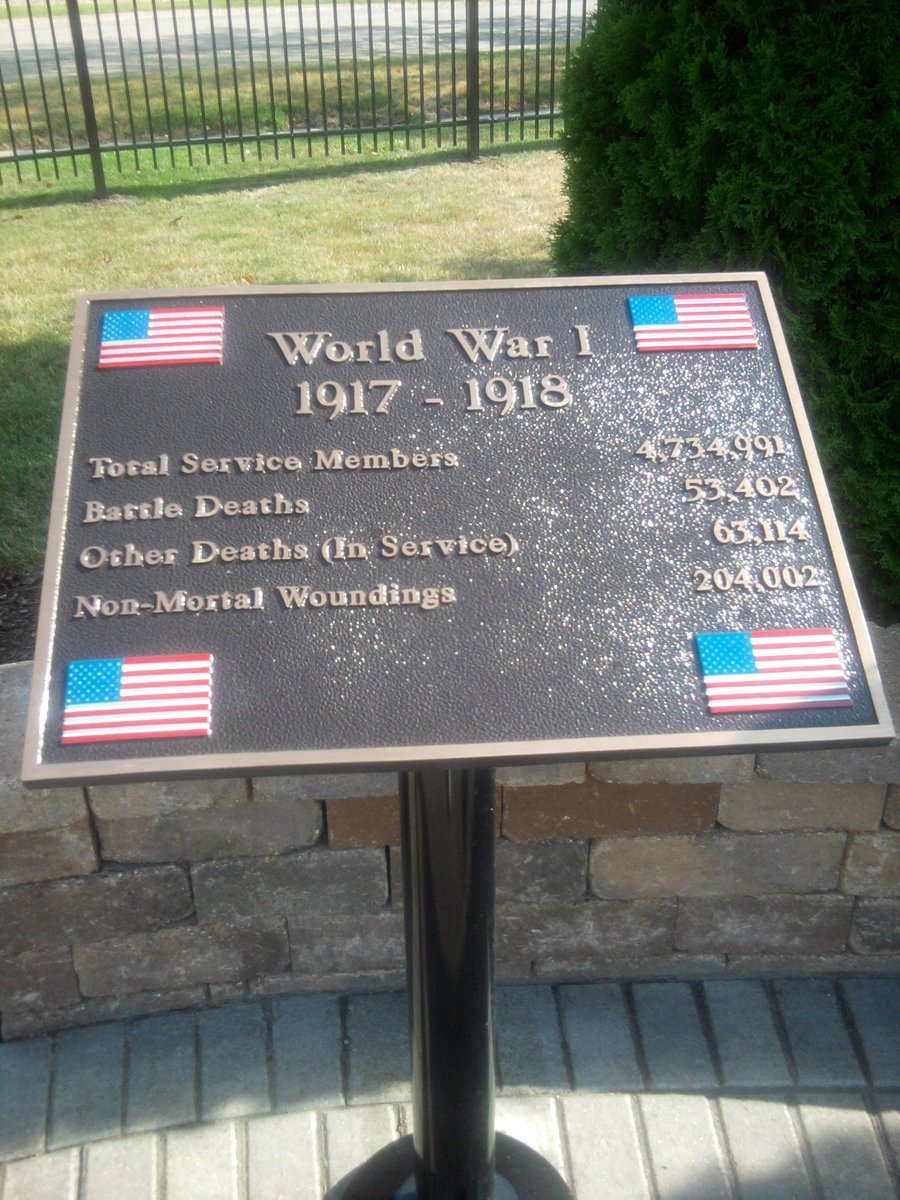 World War I
1917 - 1918
Total Service Members 4,734,991
Battle Deaths 53,402
Other Deaths (In Service) 63,114
Non-Mortal Woundings 204,002